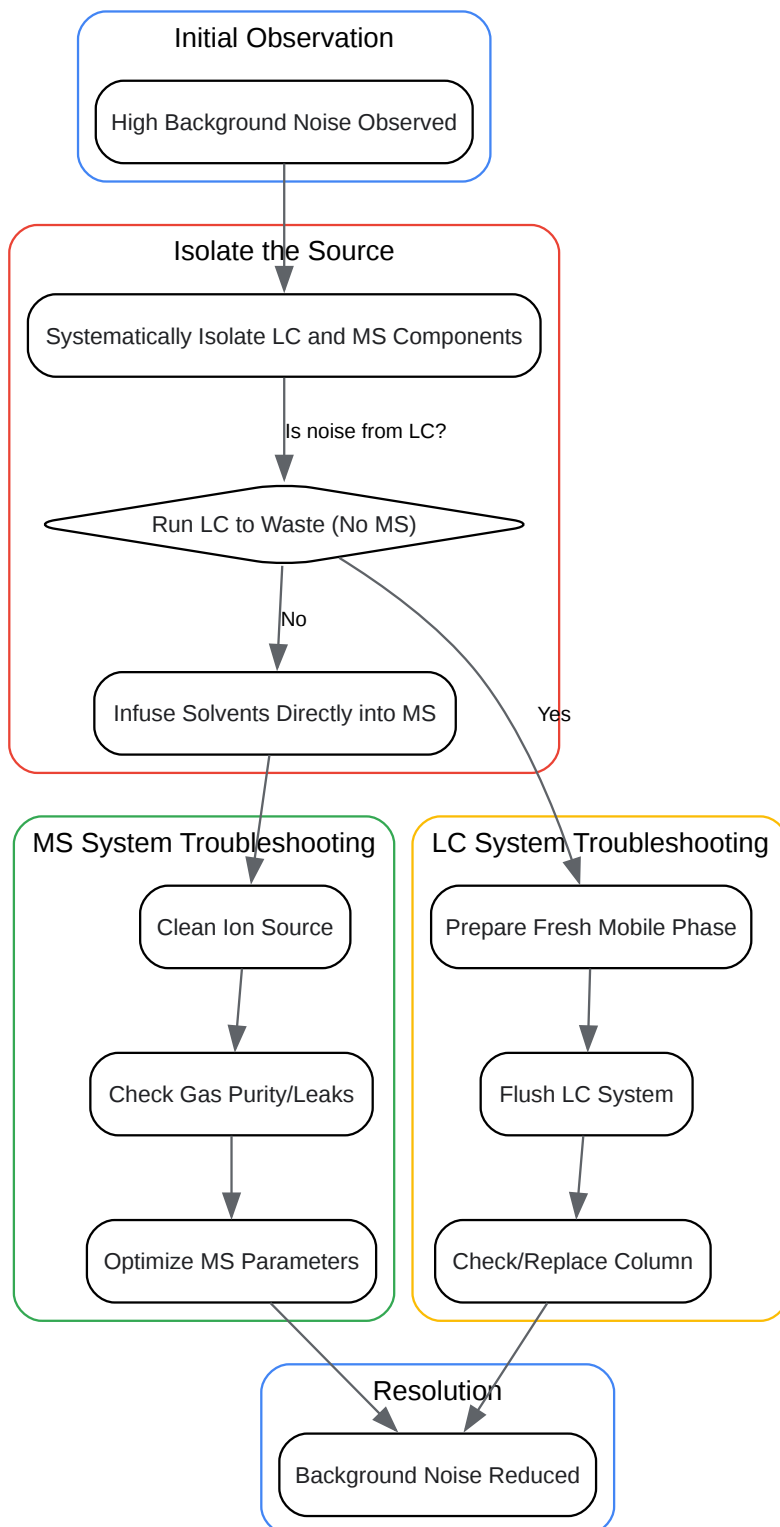 Initial Observation
High Background Noise Observed
Isolate the Source
Systematically Isolate LC and MS Components
Is noise from LC?
Run LC to Waste (No MS)
No
Infuse Solvents Directly into MS
Yes
MS System Troubleshooting
Clean Ion Source
Check Gas Purity/Leaks
Optimize MS Parameters
LC System Troubleshooting
Prepare Fresh Mobile Phase
Flush LC System
Check/Replace Column
Resolution
Background Noise Reduced